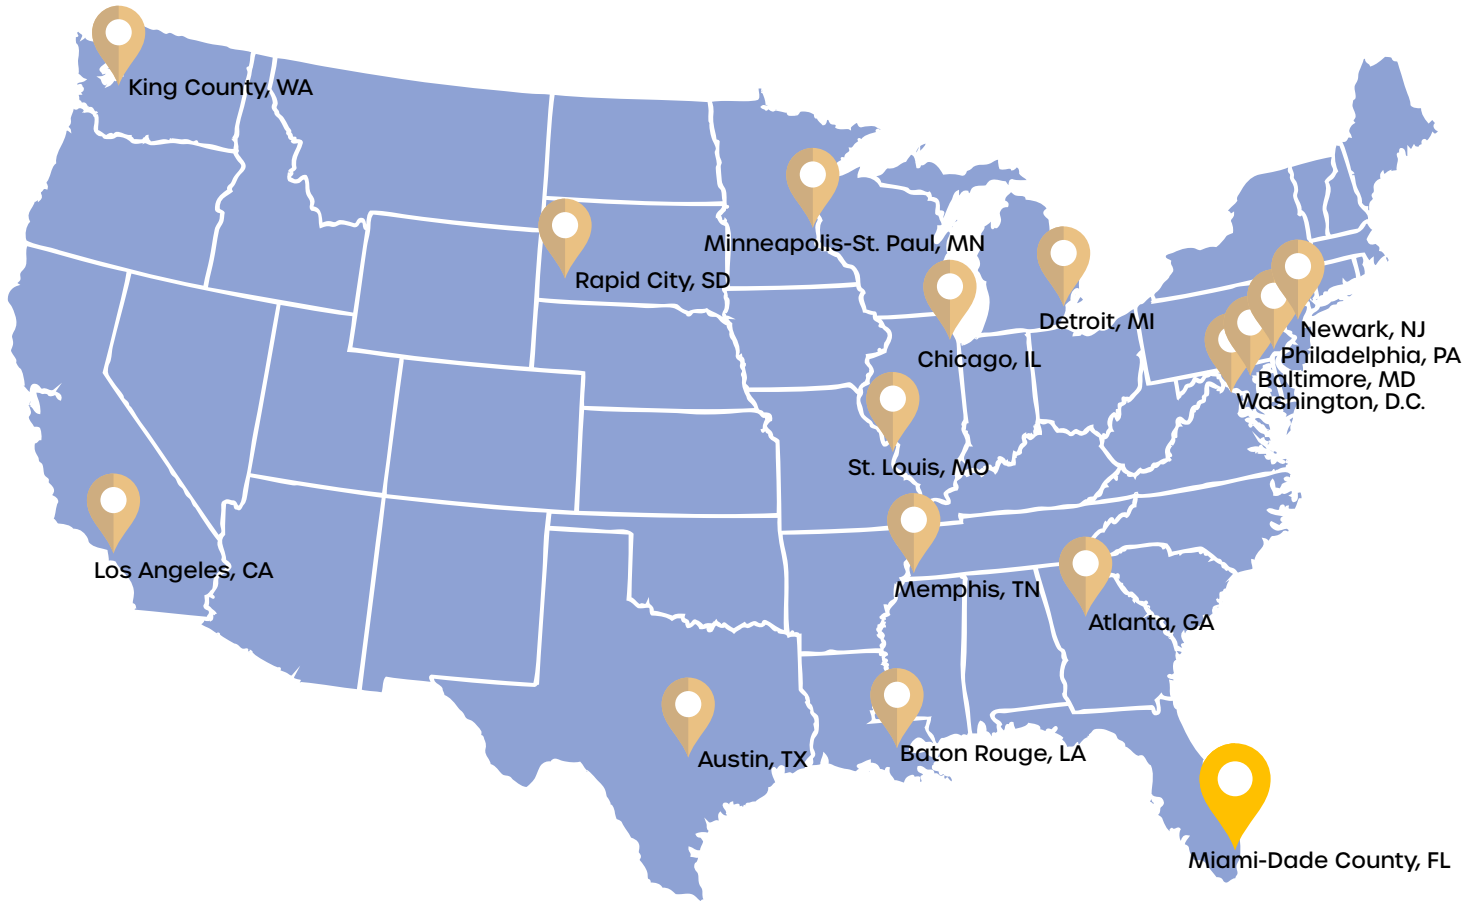 King County, WA
Minneapolis-St. Paul, MN
Rapid City, SD
Detroit, MI
Newark, NJ
Chicago, IL
Philadelphia, PA
Baltimore, MD
Washington, D.C.
St. Louis, MO
Los Angeles, CA
Memphis, TN
Atlanta, GA
Baton Rouge, LA
Austin, TX
Miami-Dade County, FL